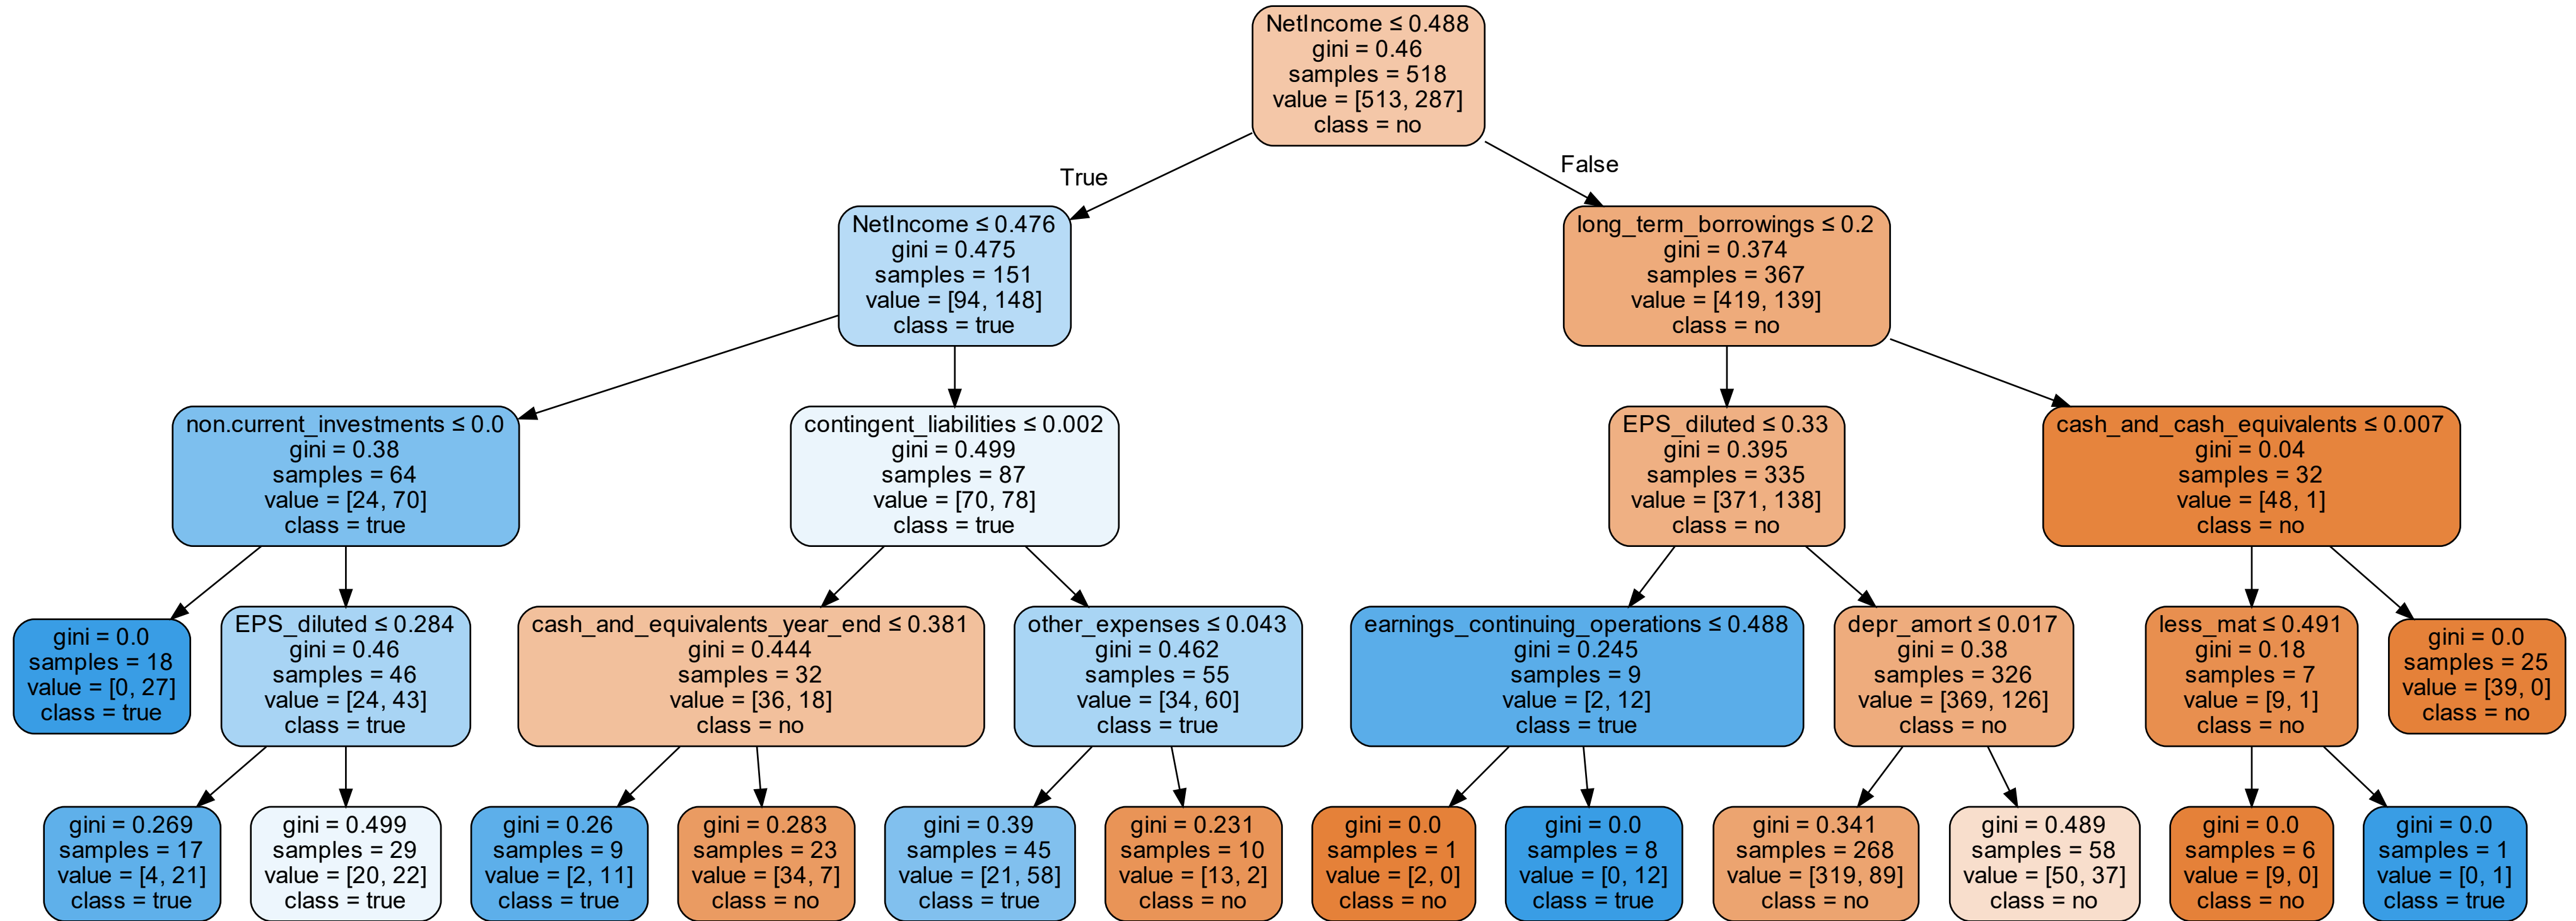 NetIncome ≤ 0.488
gini = 0.46
samples = 518
value = [513, 287]
class = no
True
False
NetIncome ≤ 0.476
gini = 0.475
samples = 151
value = [94, 148]
class = true
long_term_borrowings ≤ 0.2
gini = 0.374
samples = 367
value = [419, 139]
class = no
non.current_investments ≤ 0.0
gini = 0.38
samples = 64
value = [24, 70]
class = true
contingent_liabilities ≤ 0.002
gini = 0.499
samples = 87
value = [70, 78]
class = true
EPS_diluted ≤ 0.33
gini = 0.395
samples = 335
value = [371, 138]
class = no
cash_and_cash_equivalents ≤ 0.007
gini = 0.04
samples = 32
value = [48, 1]
class = no
gini = 0.0
samples = 18
value = [0, 27]
class = true
EPS_diluted ≤ 0.284
gini = 0.46
samples = 46
value = [24, 43]
class = true
cash_and_equivalents_year_end ≤ 0.381
gini = 0.444
samples = 32
value = [36, 18]
class = no
other_expenses ≤ 0.043
gini = 0.462
samples = 55
value = [34, 60]
class = true
earnings_continuing_operations ≤ 0.488
gini = 0.245
samples = 9
value = [2, 12]
class = true
depr_amort ≤ 0.017
gini = 0.38
samples = 326
value = [369, 126]
class = no
less_mat ≤ 0.491
gini = 0.18
samples = 7
value = [9, 1]
class = no
gini = 0.0
samples = 25
value = [39, 0]
class = no
gini = 0.269
samples = 17
value = [4, 21]
class = true
gini = 0.499
samples = 29
value = [20, 22]
class = true
gini = 0.26
samples = 9
value = [2, 11]
class = true
gini = 0.283
samples = 23
value = [34, 7]
class = no
gini = 0.39
samples = 45
value = [21, 58]
class = true
gini = 0.231
samples = 10
value = [13, 2]
class = no
gini = 0.0
samples = 1
value = [2, 0]
class = no
gini = 0.0
samples = 8
value = [0, 12]
class = true
gini = 0.341
samples = 268
value = [319, 89]
class = no
gini = 0.489
samples = 58
value = [50, 37]
class = no
gini = 0.0
samples = 6
value = [9, 0]
class = no
gini = 0.0
samples = 1
value = [0, 1]
class = true